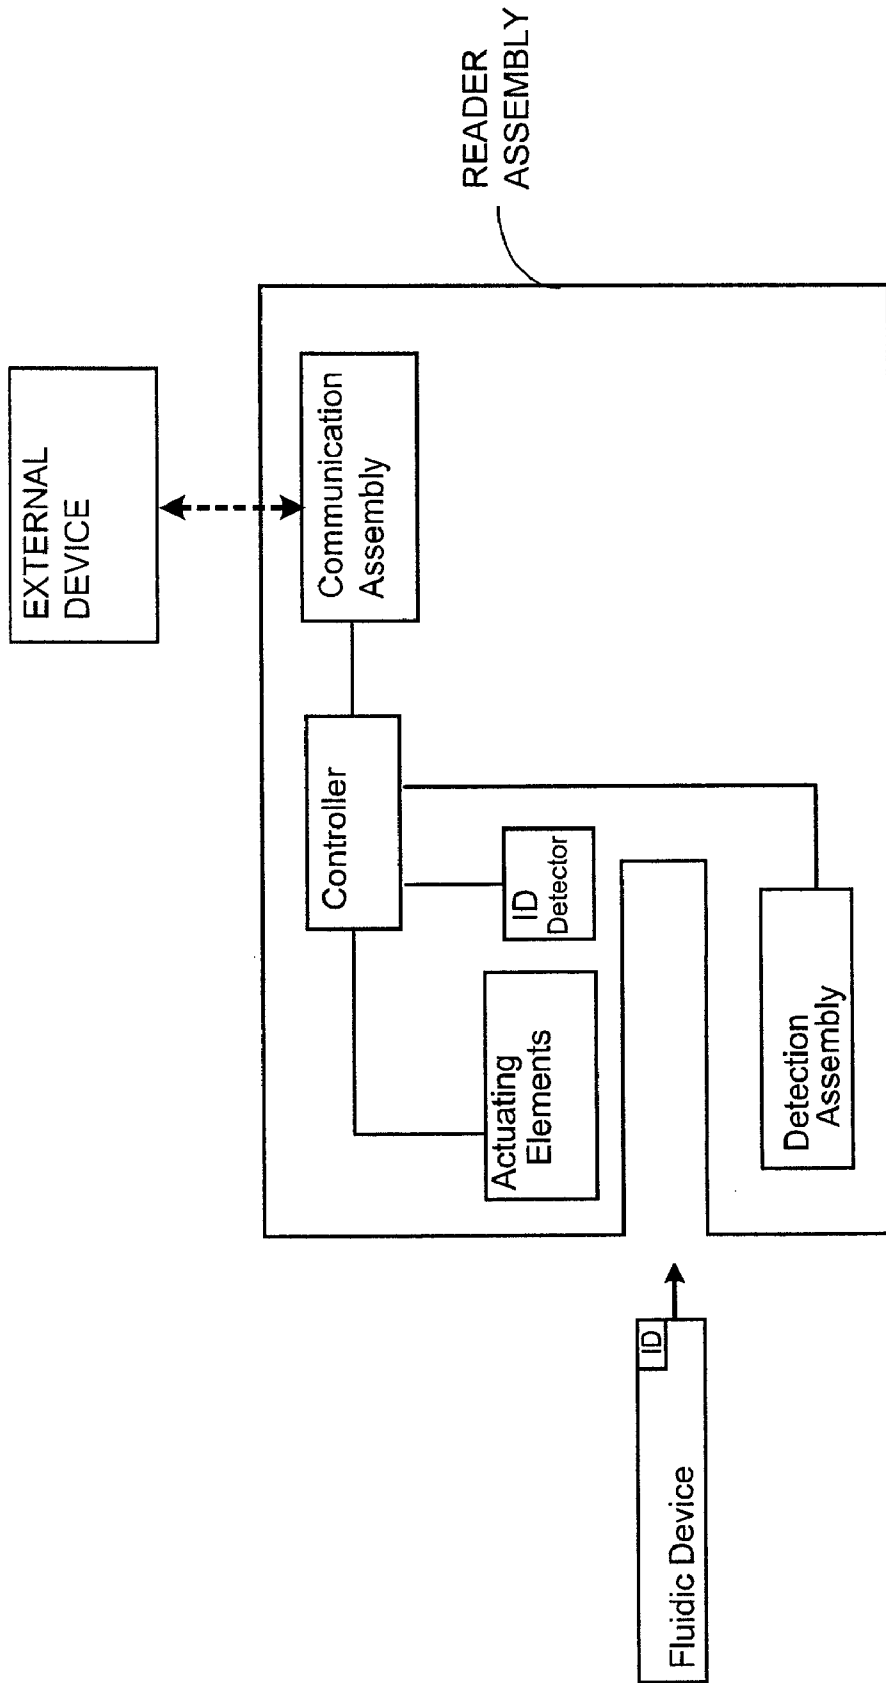 EXTERNAL
DEVICE
READER
ASSEMBLY
Communication
Assembly
Controller
ID
Detector
Actuating
Elements
Detection
Assembly
ID
Fluidic Device